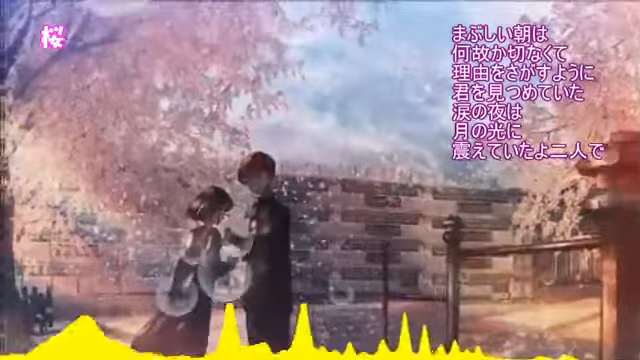 桜
まぶしい朝は
何故か切なくて
理由をさがすように
君を見つめていた
涙の夜は
月の光に
震えていたよ二人で